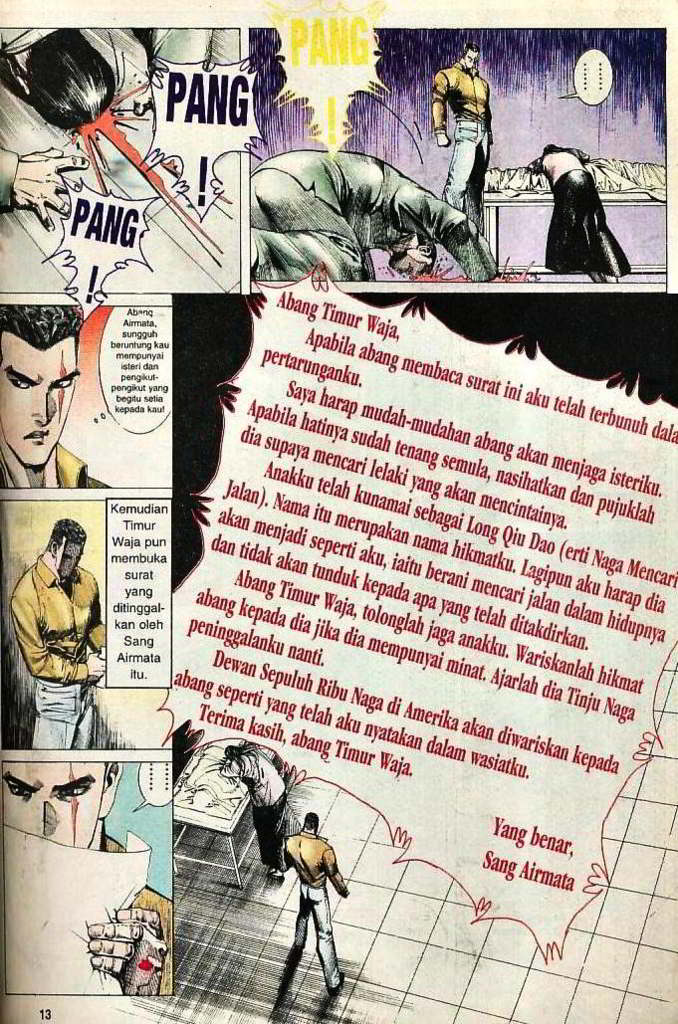 PANG
!
PANG
!
PANG
!
......
Abang
Airmata,
sungguh
beruntung kau
mempunyai
isteri dan
pengikut-
pengikut yang
begitu setia
kepada kau!
Abang Timur Waja,
Apabila abang membaca surat ini aku telah terbunuh
pertarunganku.
Saya harap mudah-mudahan abang akan menjaga isteriku.
Apabila hatinya sudah tenang semula, nasihatkan dan pujuklah
dia supaya mencari lelaki yang akan mencintainya.
Anakku telah kunamai sebagai Long Qiu Dao (erti Naga Mencari
Jalan). Nama itu merupakan nama hikmatku. Lagipun aku harap dia
akan menjadi seperti aku, iaitu berani mencari jalan dalam hidupnya
dan tidak akan tunduk kepada apa yang telah ditakdirkan.
Abang Timur Waja, tolonglah jaga anakku. Wariskanlah hikmat
abang kepada dia jika dia mempunyai minat. Ajarlah dia Tinju Naga
peninggalanku nanti.
Dewan Sepuluh Ribu Naga di Amerika akan diwariskan kepada
abang seperti yang telah aku nyatakan dalam wasiatku.
Terima kasih, abang Timur Waja.
Yang benar,
Sang Airmata
Kemudian
Timur
Waja pun
membuka
surat
yang
ditinggal-
kan oleh
Sang
Airmata
itu.
......
13